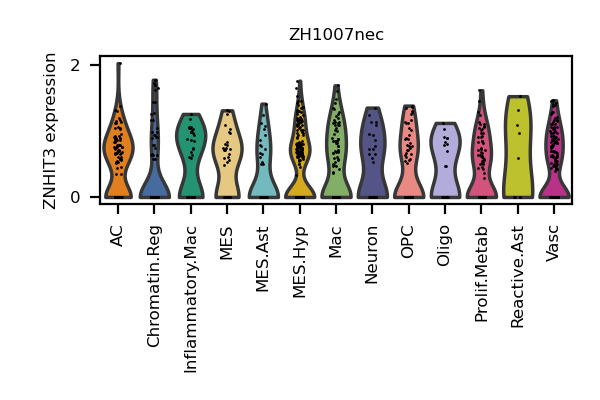 ZH1007nec
ZNHIT3 expression
2
0
AC
Chromatin.Reg
Inflammatory.Mac
MES
MES.Ast
MES.Hyp
Mac
Neuron
OPC
Oligo
Prolif.Metab
Reactive.Ast
Vasc